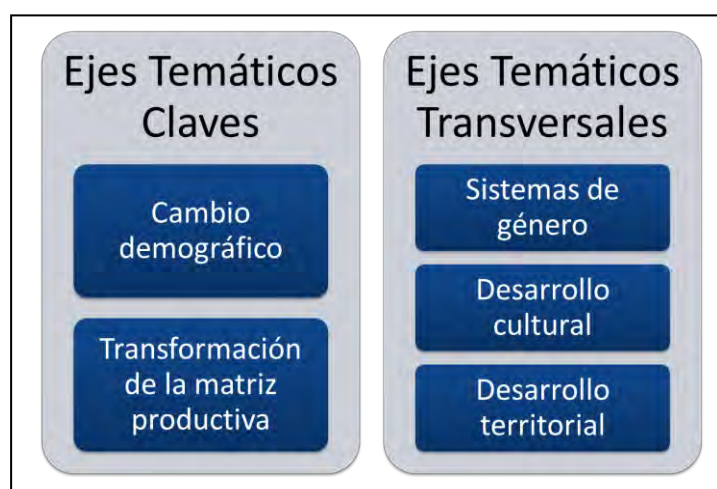 Ejes Temáticos
Claves
Cambio
demográfico
Transformación
de la matriz
productiva
Ejes Temáticos
Transversales
Sistemas de
género
Desarrollo
cultural
Desarrollo
territorial